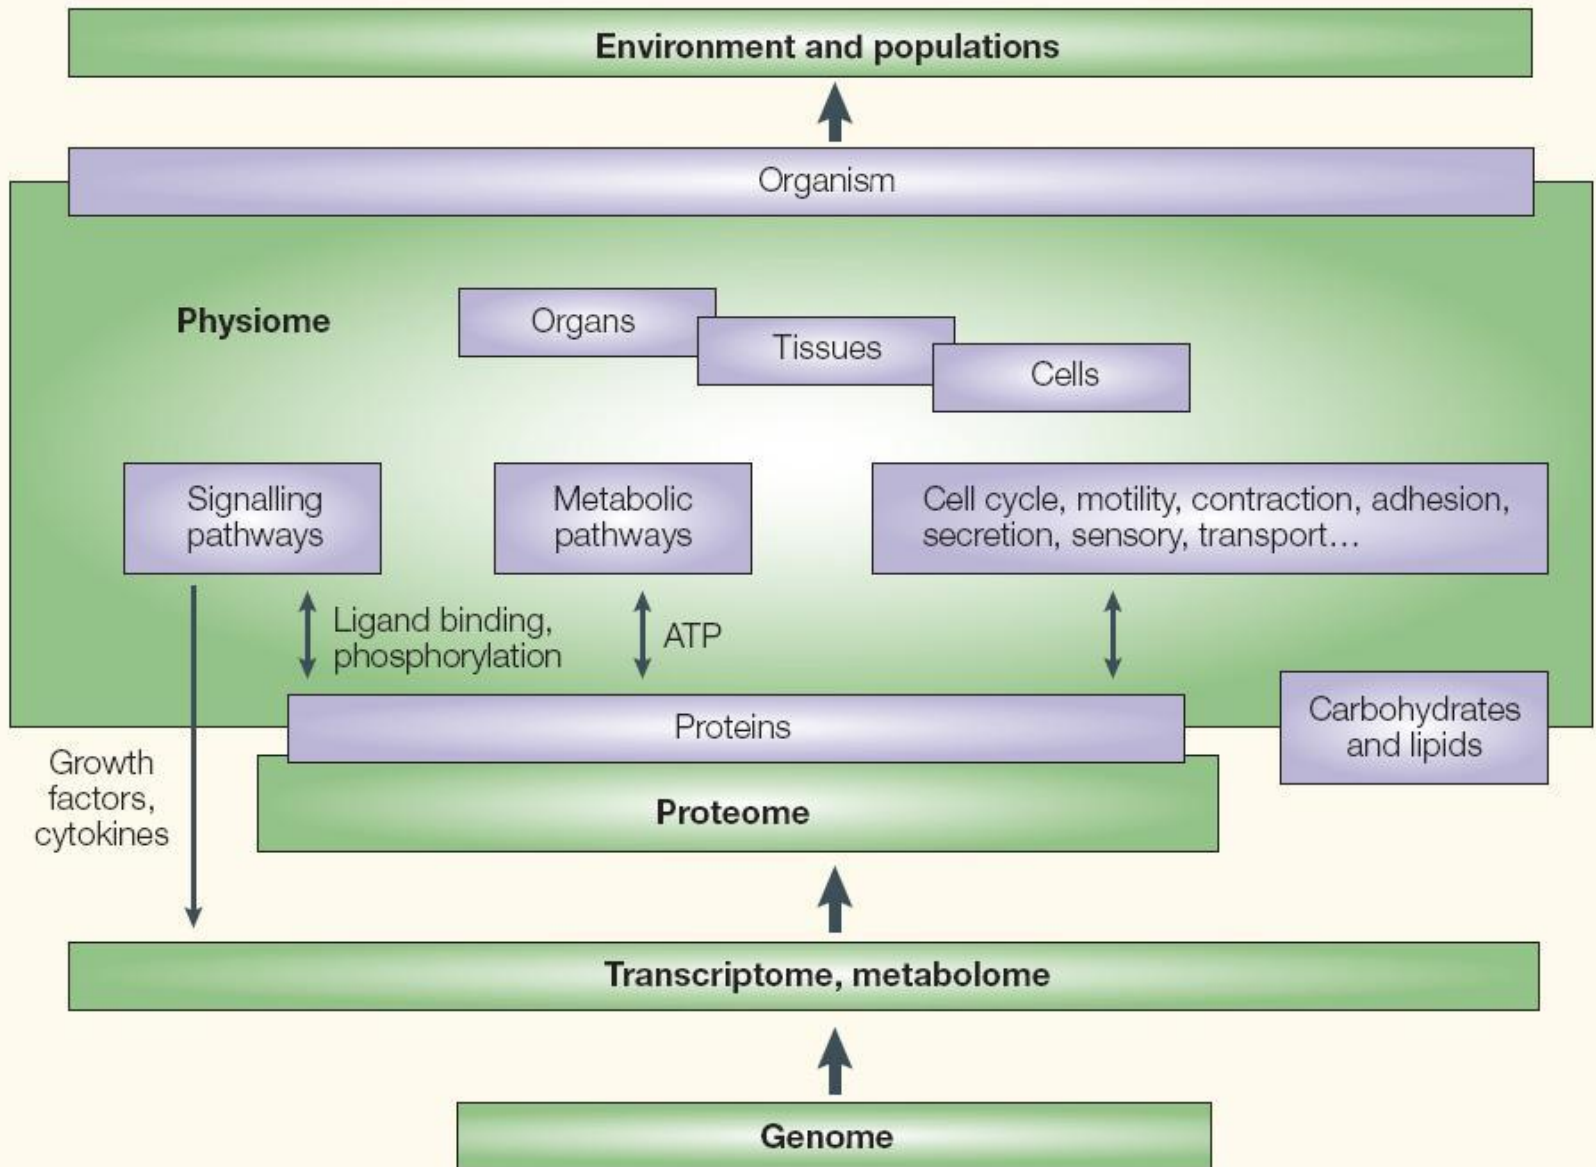 Environment and populations
Organism
Physiome
Organs
Tissues
Cells
Signalling
pathways
Metabolic
pathways
Cell cycle, motility, contraction, adhesion,
secretion, sensory, transport...
Ligand binding,
phosphorylation
ATP
Proteins
Carbohydrates
and lipids
Growth
factors,
cytokines
Proteome
Transcriptome, metabolome
Genome